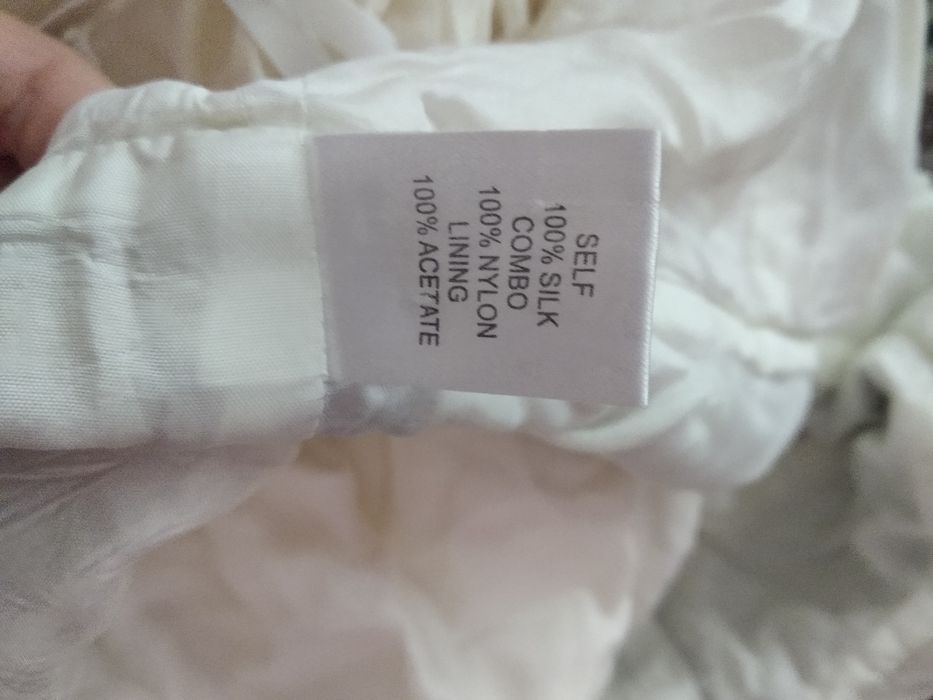 SELF
100% SILK
COMBO
100% NYLON
LINING
100% ACETATE